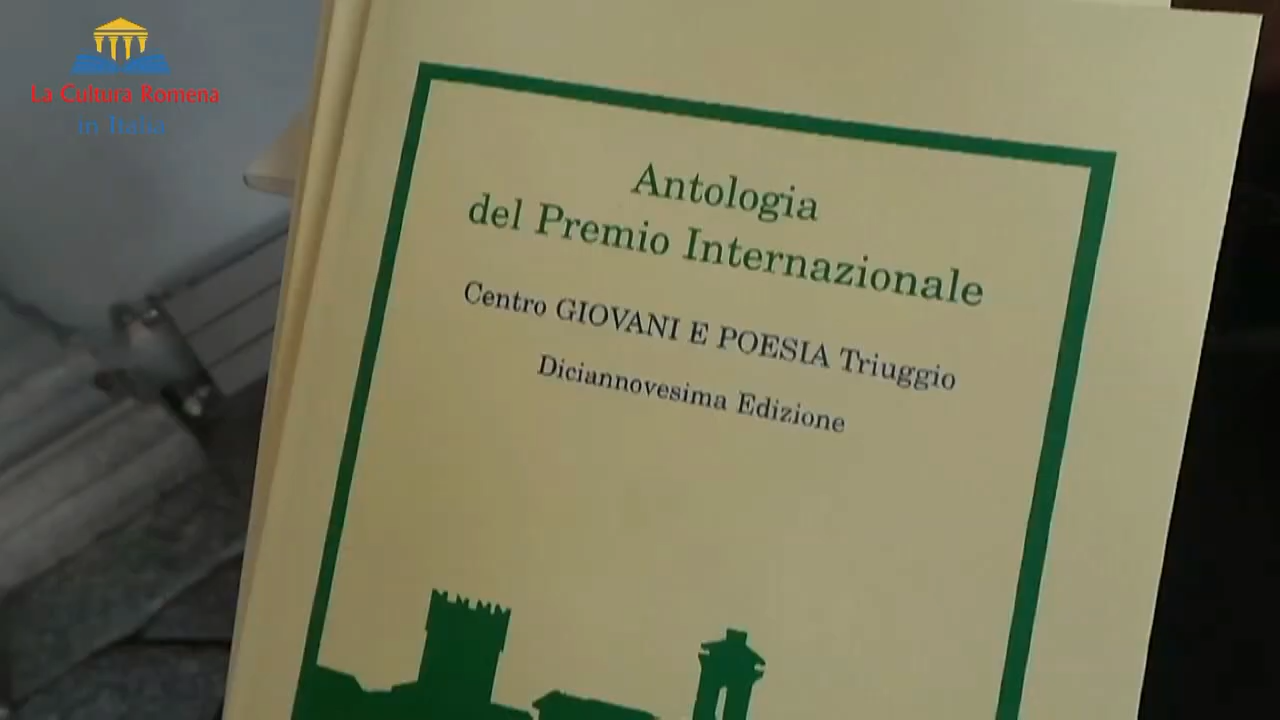 La Cultura Romena
in Italia
Antologia
del Premio Internazionale
Centro GIOVANI E POESIA Triuggio
Diciannovesima Edizione